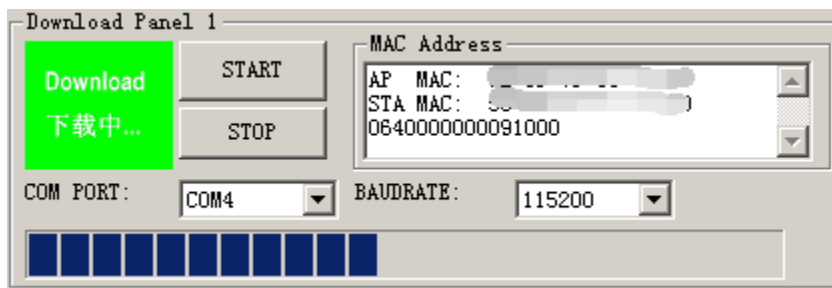 Download Panel 1
Download
下载中...
START
STOP
MAC Address
AP MAC:
STA MAC:
0640000000091000
COM PORT:
COM4
BAUDRATE:
115200